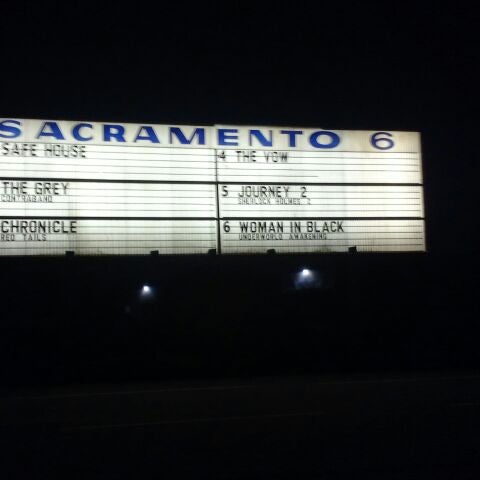 SACRAMENTO 6
SAFE HOUSE
THE GREY
CONTRABAND
CHRONICLE
RED TAILS
4 THE VOW
5 JOURNEY 2
SHERLOCK HOLMES 2
6 WOMAN IN BLACK
UNDERWORLD AWAKENING